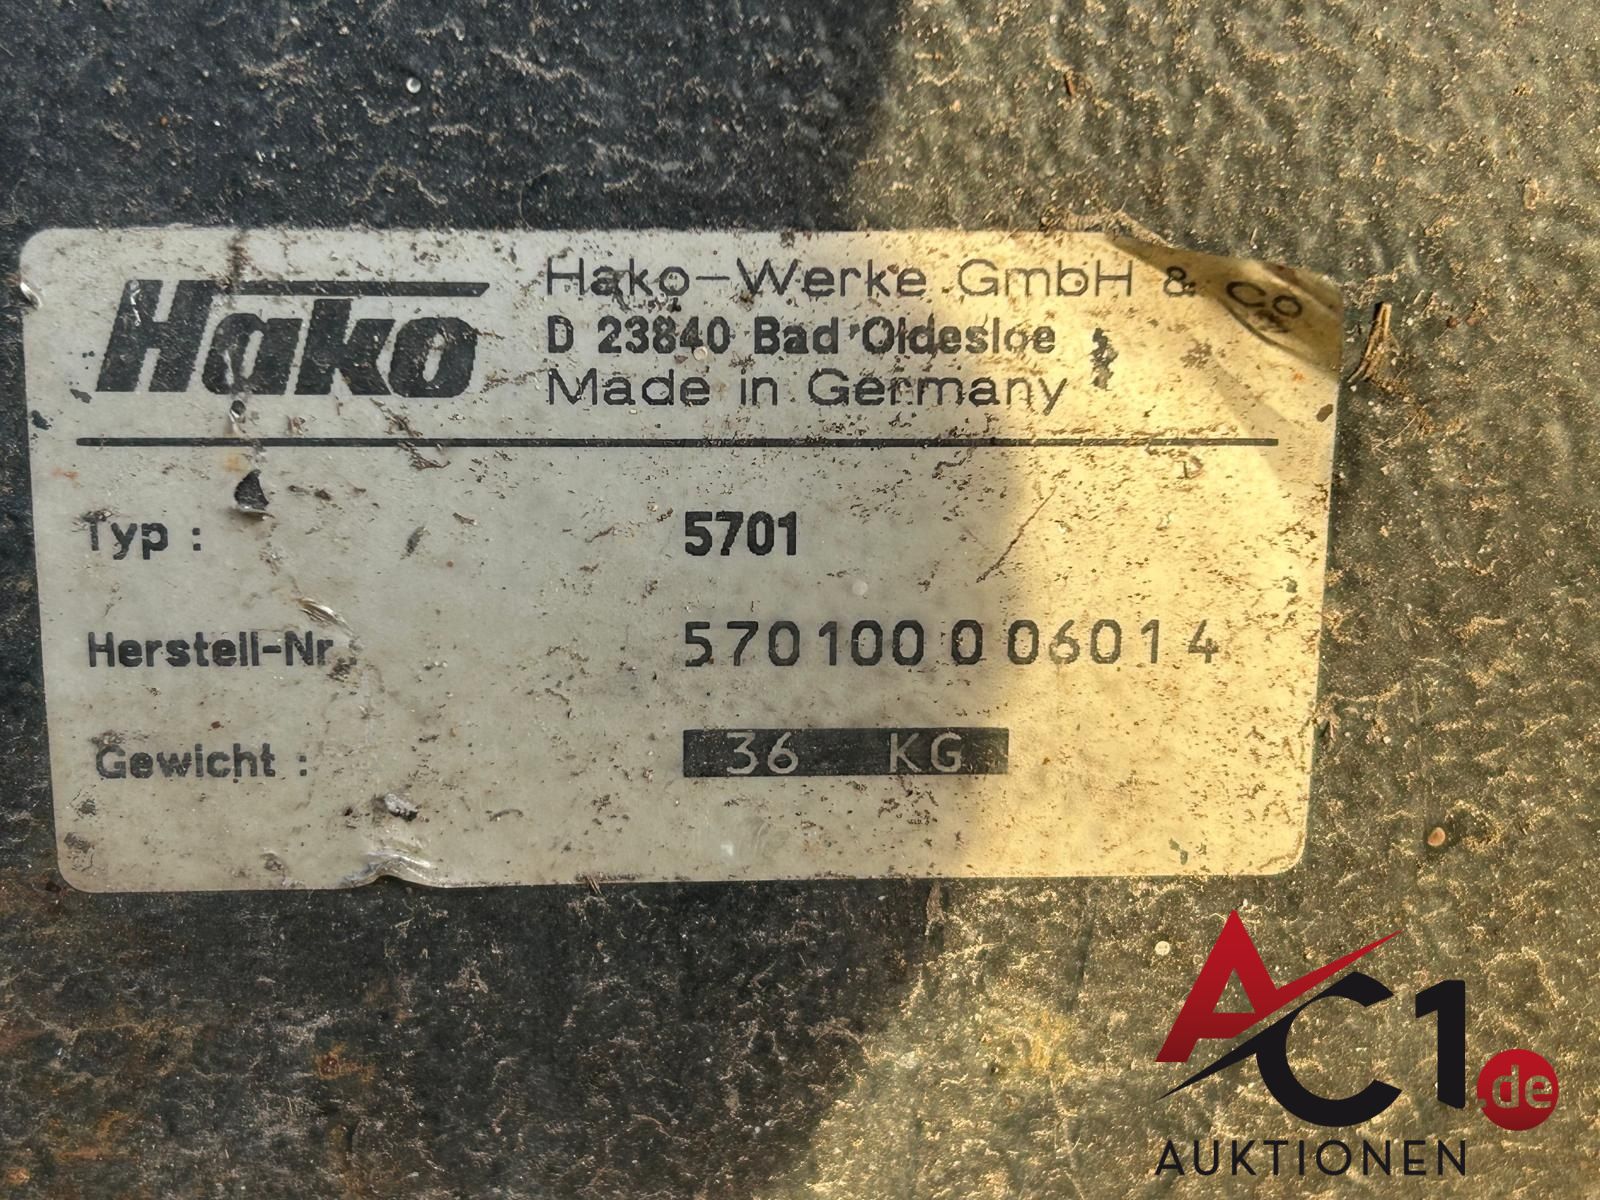 Hako
Hako-Werke GmbH & CO
D 23840 Bad Oldesloe
Made in Germany
Typ : 5701
Herstell-Nr. 570100006014
Gewicht : 36 KG
AC1.de
AUKTIONEN